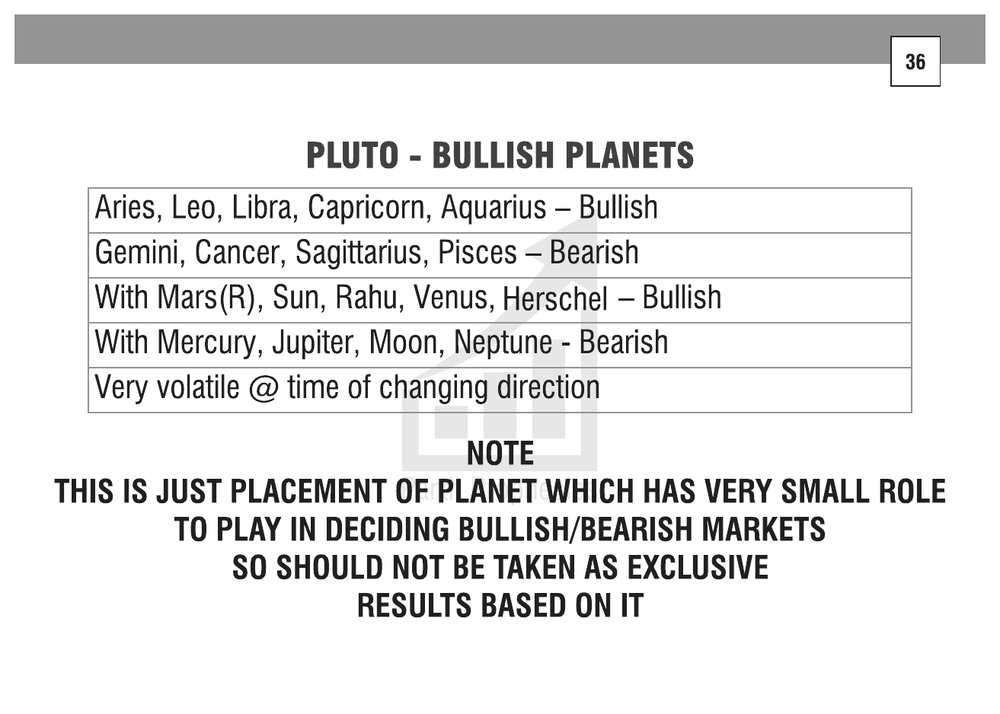 36
PLUTO - BULLISH PLANETS
Aries, Leo, Libra, Capricorn, Aquarius – Bullish
Gemini, Cancer, Sagittarius, Pisces – Bearish
With Mars(R), Sun, Rahu, Venus, Herschel – Bullish
With Mercury, Jupiter, Moon, Neptune - Bearish
Very volatile @ time of changing direction
NOTE
THIS IS JUST PLACEMENT OF PLANET WHICH HAS VERY SMALL ROLE
TO PLAY IN DECIDING BULLISH/BEARISH MARKETS
SO SHOULD NOT BE TAKEN AS EXCLUSIVE
RESULTS BASED ON IT